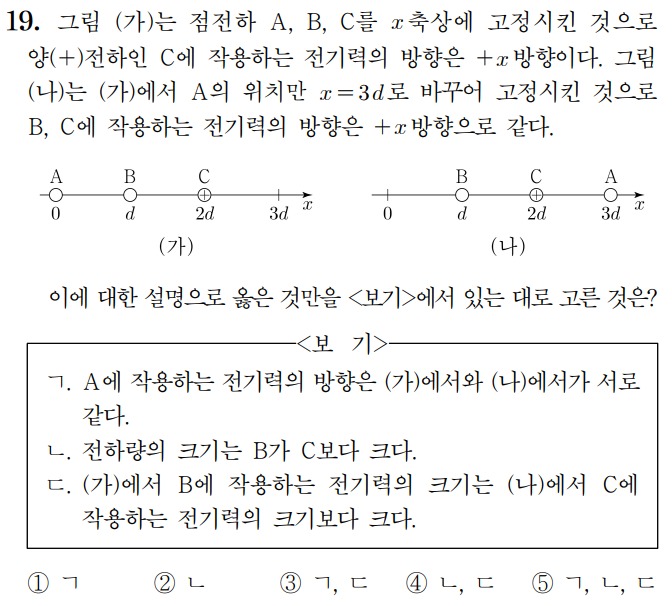 19. 그림 (가)는 점전하 A, B, C를 x축상에 고정시킨 것으로
양(+)전하인 C에 작용하는 전기력의 방향은 +x방향이다. 그림
(나)는 (가)에서 A의 위치만 x=3d로 바꾸어 고정시킨 것으로
B, C에 작용하는 전기력의 방향은 +x방향으로 같다.
A B C
0 d 2d 3d x
(가)
B C A
0 d 2d 3d x
(나)
이에 대한 설명으로 옳은 것만을 <보기>에서 있는 대로 고른 것은?
<보 기>
ㄱ. A에 작용하는 전기력의 방향은 (가)에서와 (나)에서가 서로
같다.
ㄴ. 전하량의 크기는 B가 C보다 크다.
ㄷ. (가)에서 B에 작용하는 전기력의 크기는 (나)에서 C에
작용하는 전기력의 크기보다 크다.
① ㄱ ② ㄴ ③ ㄱ, ㄷ ④ ㄴ, ㄷ ⑤ ㄱ, ㄴ, ㄷ